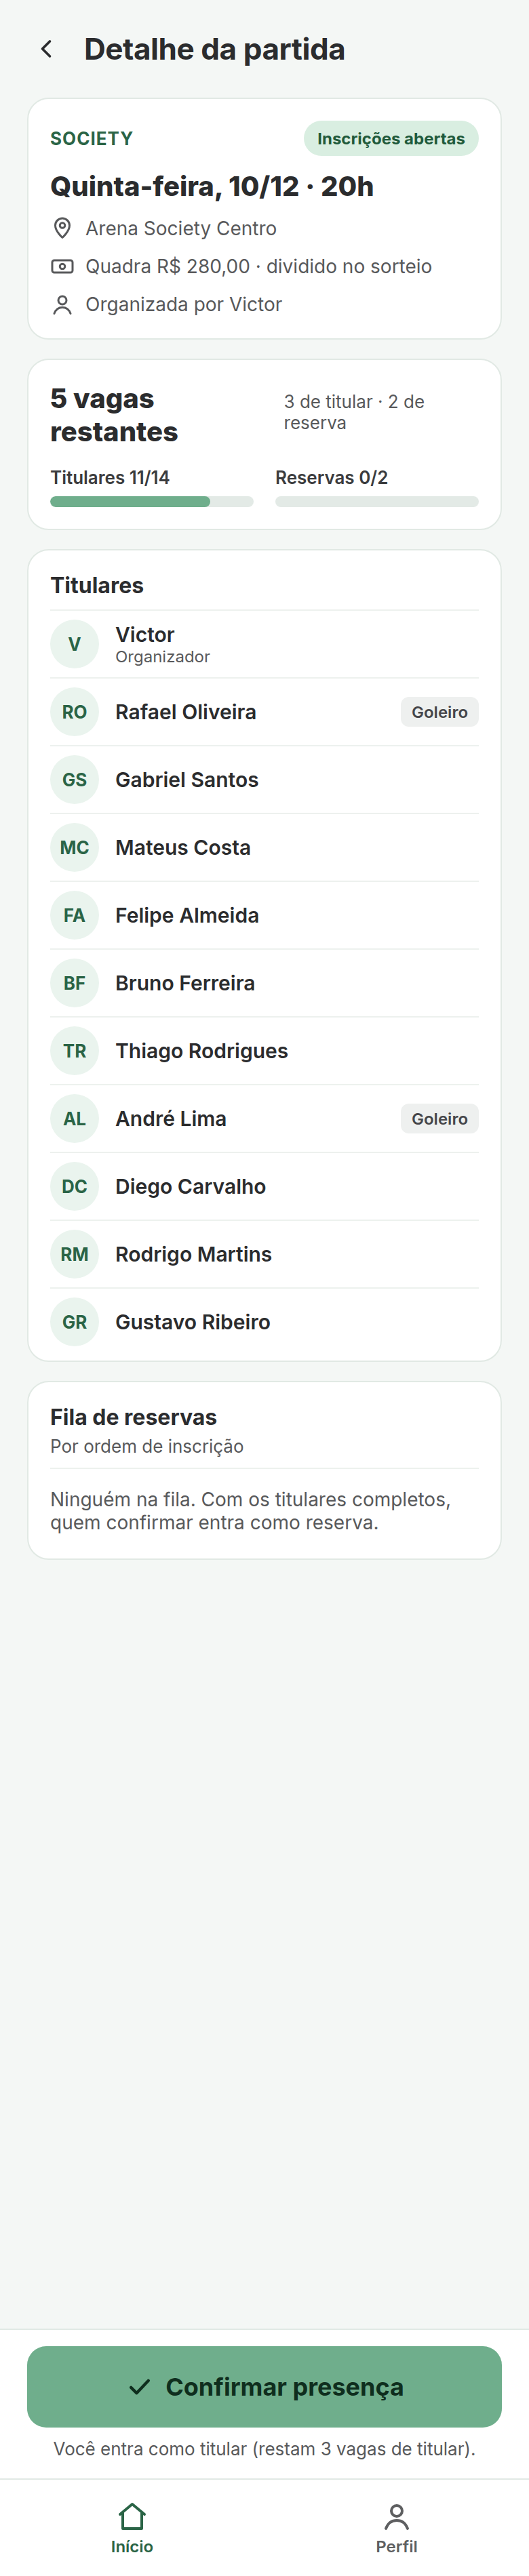 Detalhe da partida
SOCIETY
Inscrições abertas
Quinta-feira, 10/12 · 20h
Arena Society Centro
Quadra R$ 280,00 · dividido no sorteio
Organizada por Victor
5 vagas
restantes
3 de titular · 2 de
reserva
Titulares 11/14
Reservas 0/2
Titulares
V
Victor
Organizador
RO
Rafael Oliveira
Goleiro
GS
Gabriel Santos
MC
Mateus Costa
FA
Felipe Almeida
BF
Bruno Ferreira
TR
Thiago Rodrigues
AL
André Lima
Goleiro
DC
Diego Carvalho
RM
Rodrigo Martins
GR
Gustavo Ribeiro
Fila de reservas
Por ordem de inscrição
Ninguém na fila. Com os titulares completos,
quem confirmar entra como reserva.
Confirmar presença
Você entra como titular (restam 3 vagas de titular).
Início
Perfil